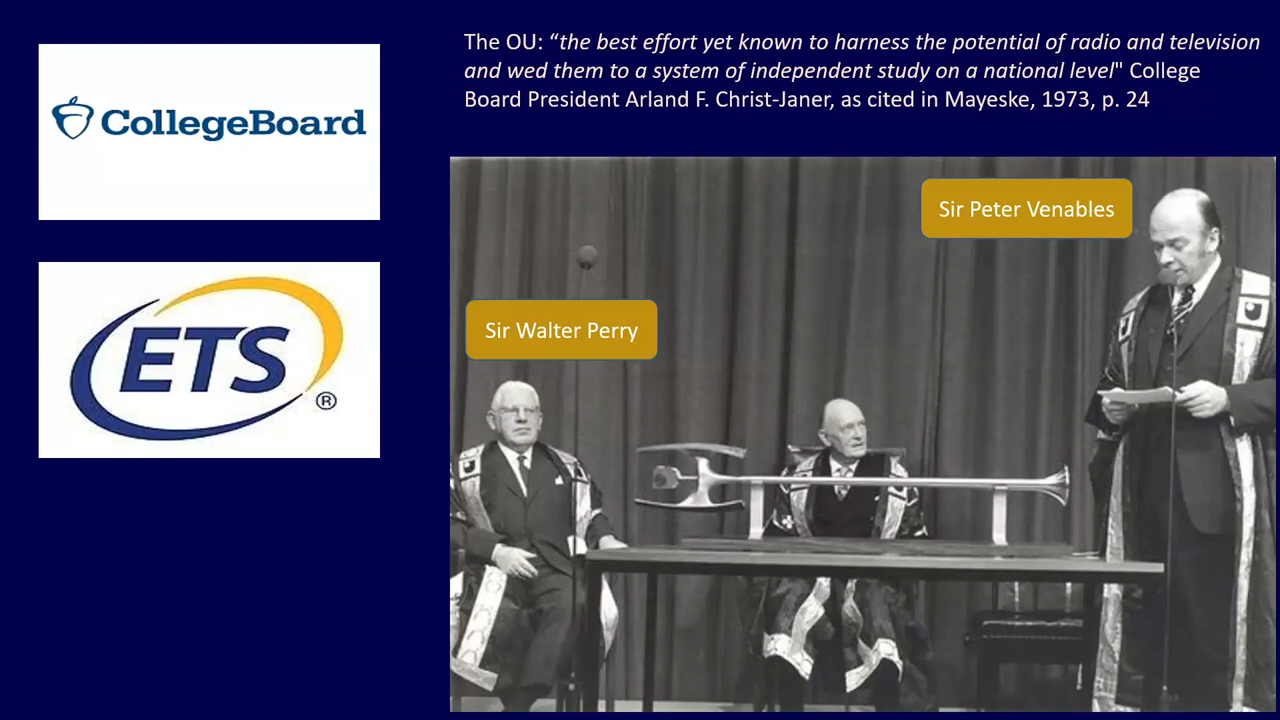 The OU: “the best effort yet known to harness the potential of radio and television
and wed them to a system of independent study on a national level" College
Board President Arland F. Christ-Janer, as cited in Mayeske, 1973, p. 24
CollegeBoard
ETS ®
Sir Peter Venables
Sir Walter Perry